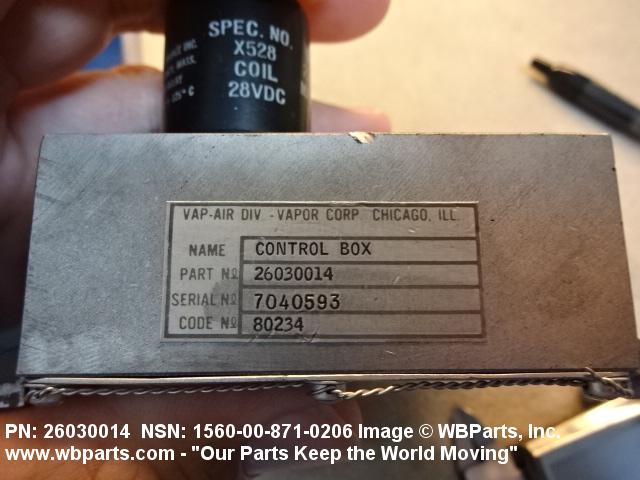 SPEC. NO.
X528
COIL
28VDC
MASS.
VAP-AIR DIV. -VAPOR CORP. CHICAGO, ILL.
NAME CONTROL BOX
PART Nº 26030014
SERIAL Nº 7040593
CODE Nº 80234
PN: 26030014 NSN: 1560-00-871-0206 Image © WBParts, Inc.
www.wbparts.com - "Our Parts Keep the World Moving"